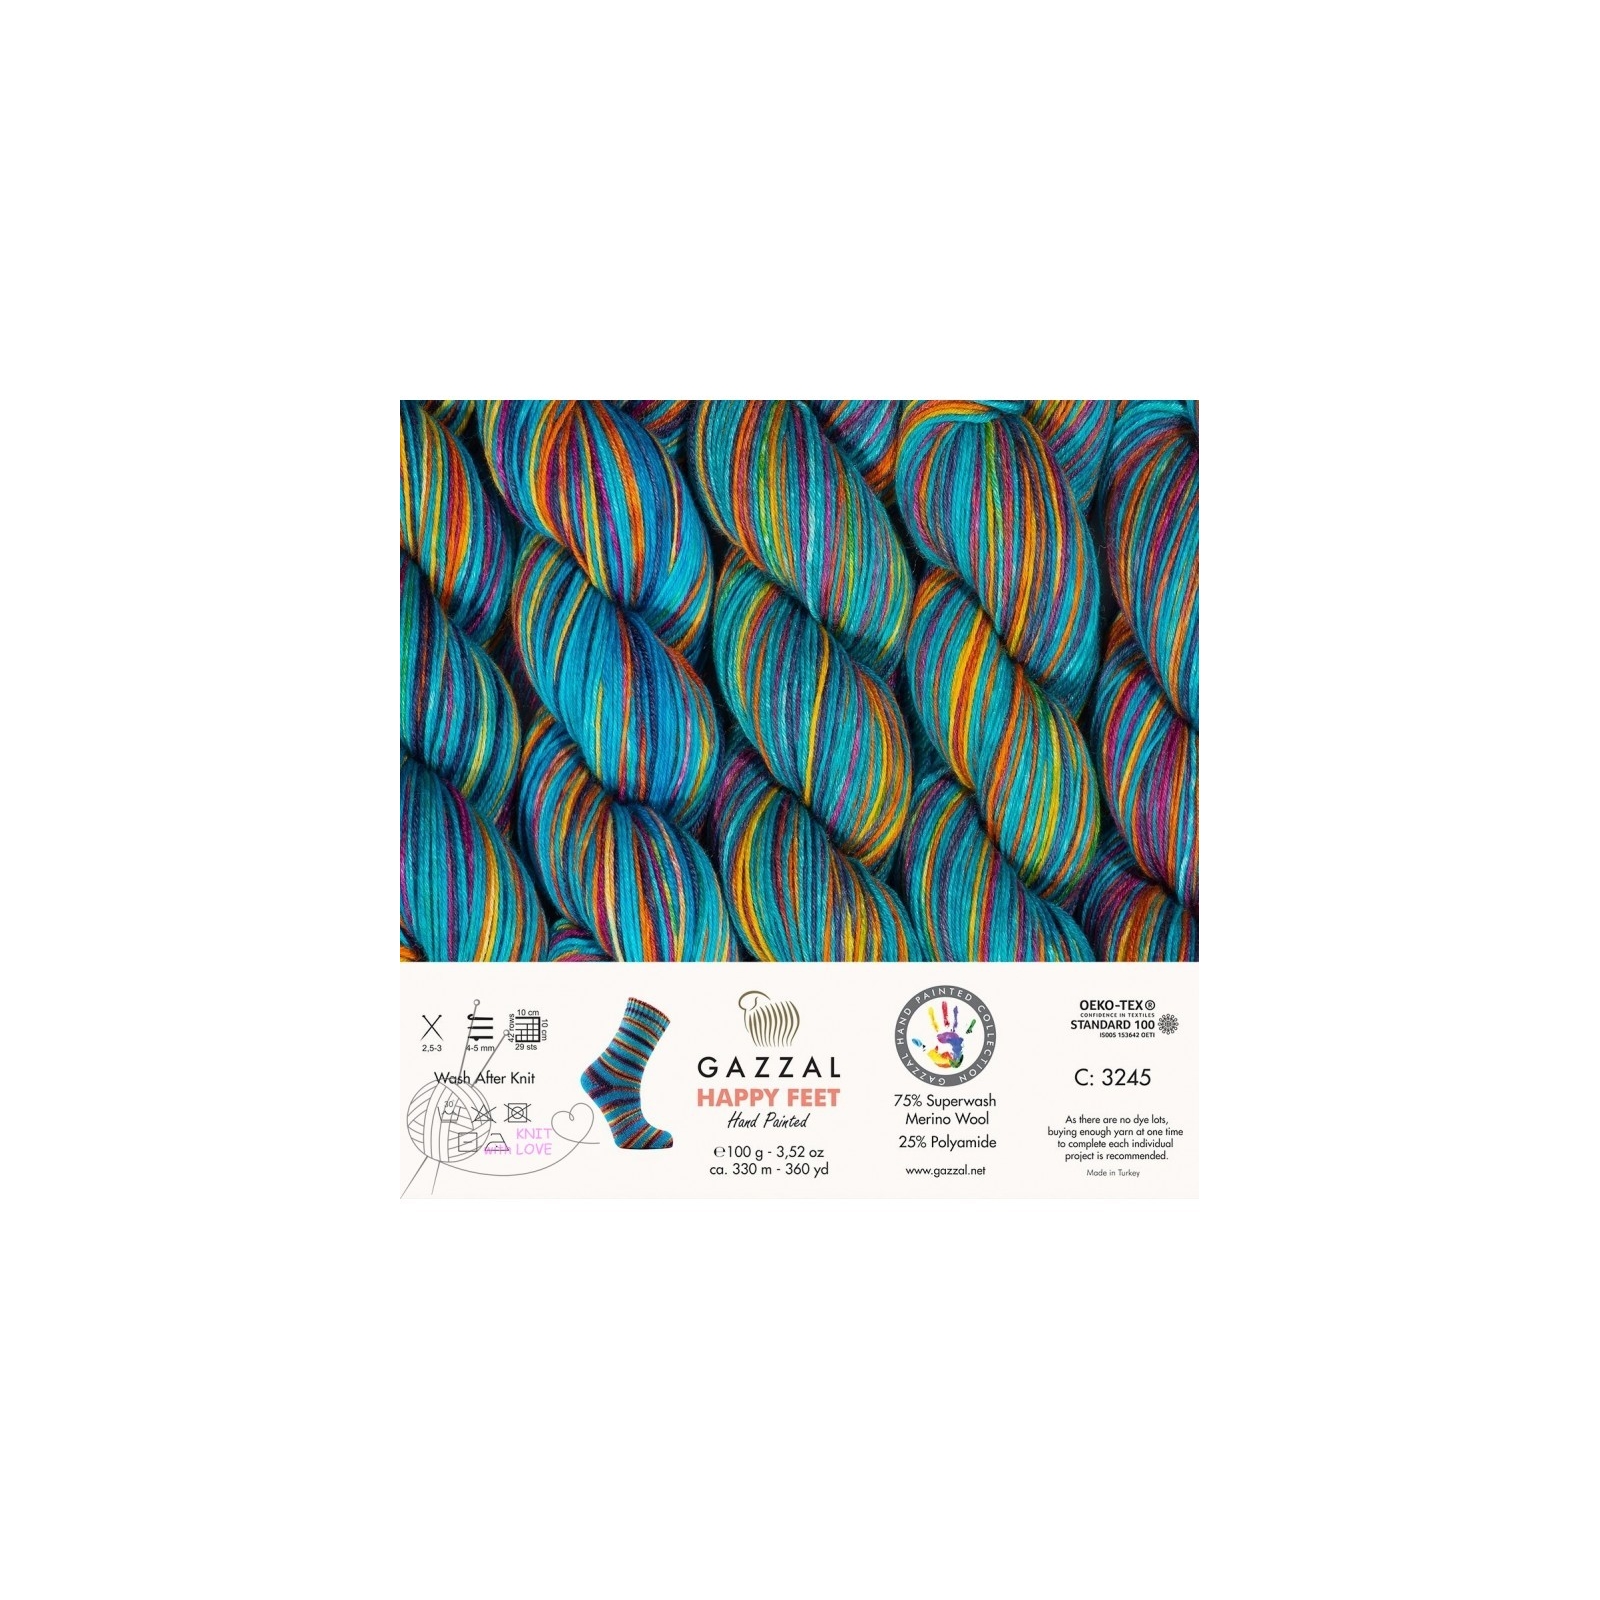 2,5-3
4-5 mm
10 cm
42 rows
10 cm
29 sts
Wash After Knit
30
KNIT
with LOVE
GAZZAL
HAPPY FEET
Hand Painted
℮100 g - 3,52 oz
ca. 330 m - 360 yd
GAZZAL HAND PAINTED COLLECTION
75% Superwash
Merino Wool
25% Polyamide
www.gazzal.net
OEKO-TEX®
CONFIDENCE IN TEXTILES
STANDARD 100
IS005 153642 OETI
C: 3245
As there are no dye lots,
buying enough yarn at one time
to complete each individual
project is recommended.
Made in Turkey